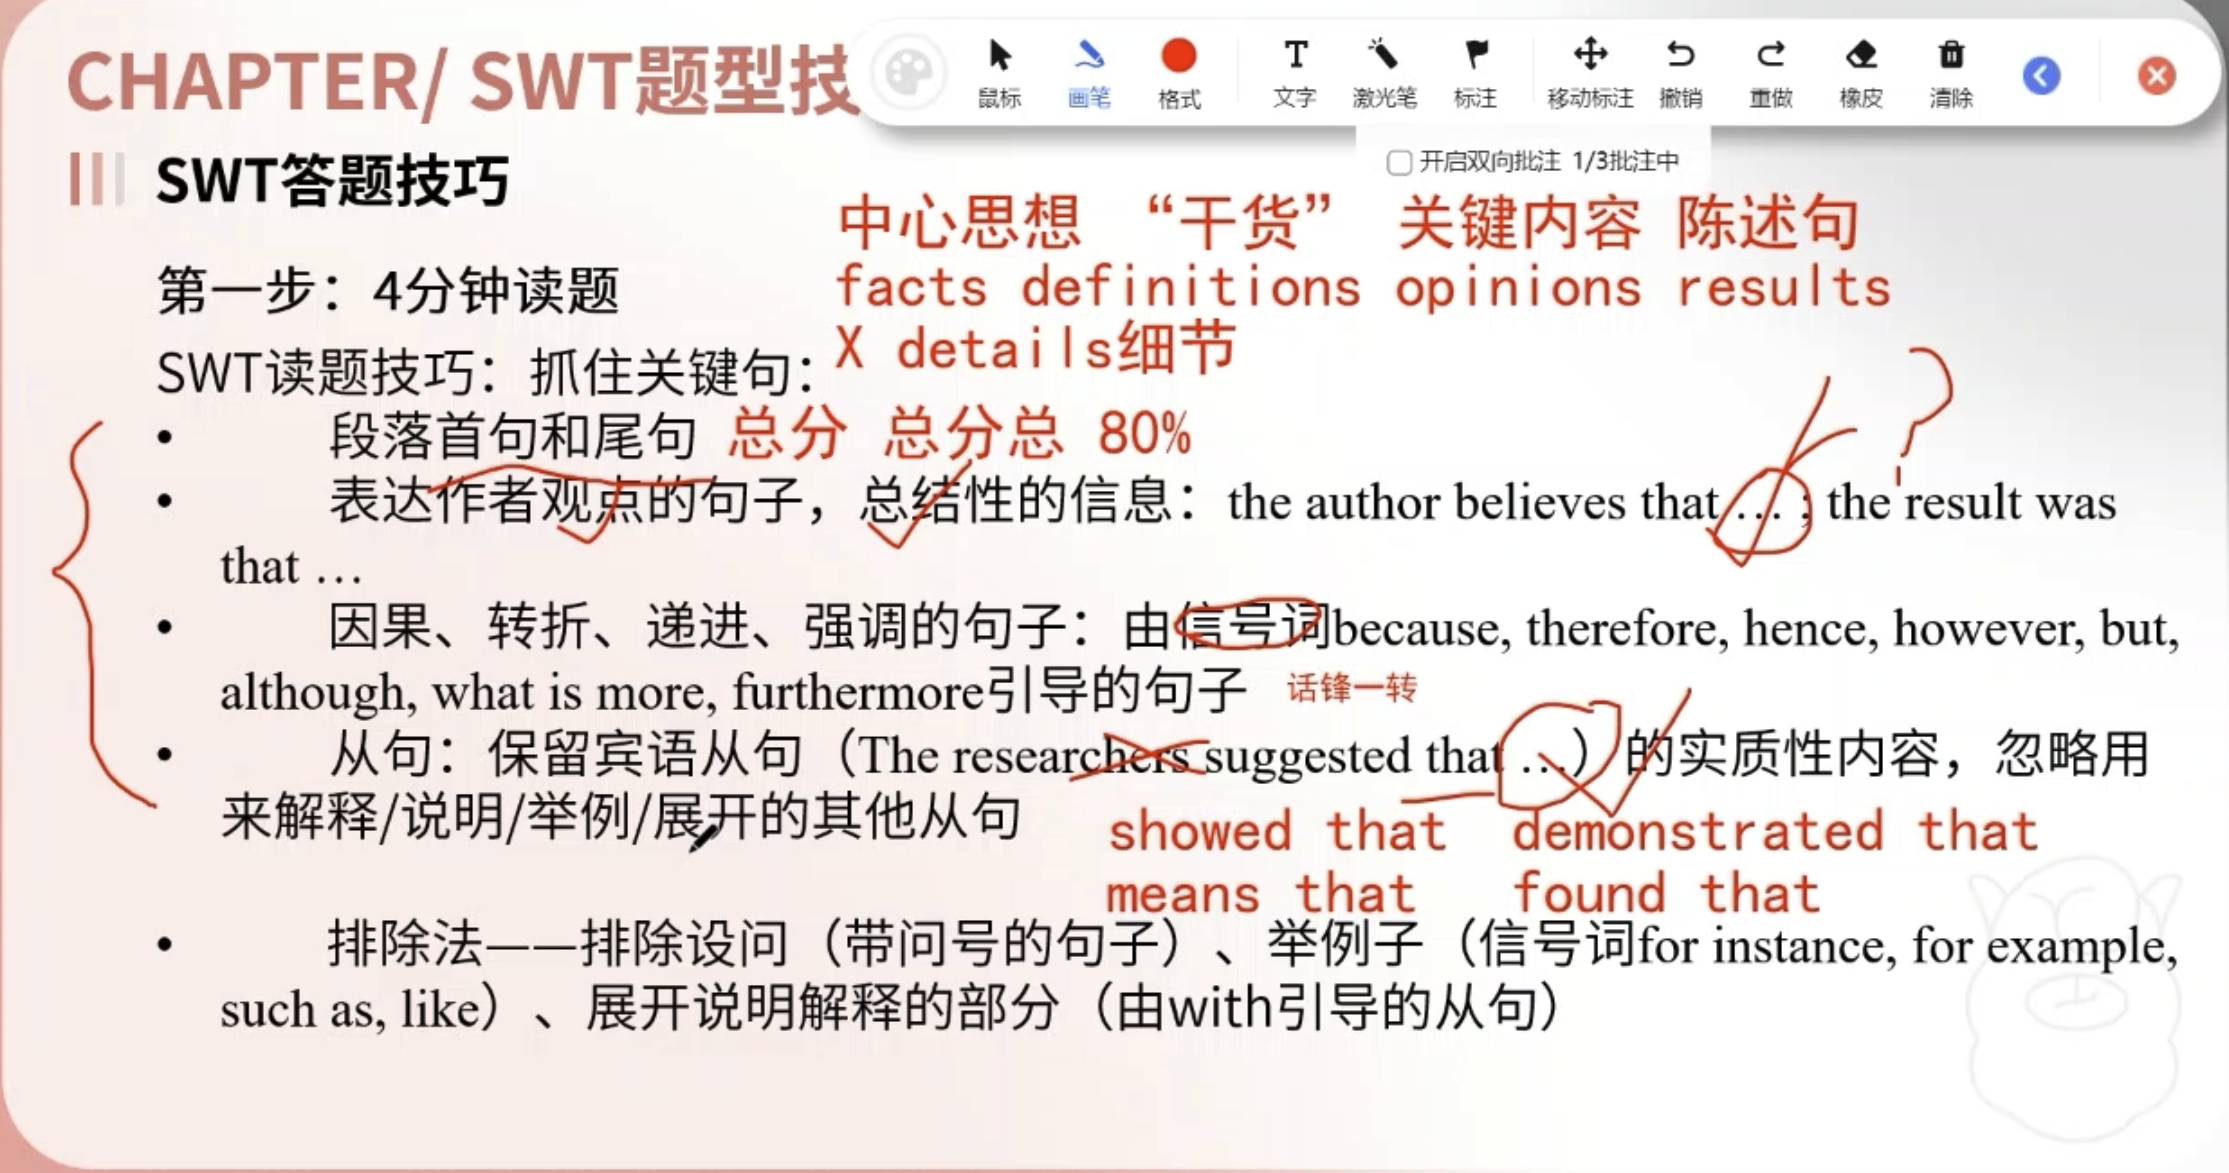 CHAPTER/ SWT题型技
鼠标 画笔 格式 文字 激光笔 标注 移动标注 撤销 重做 橡皮 清除
开启双向批注 1/3批注中
SWT答题技巧
中心思想 “干货” 关键内容 陈述句
第一步：4分钟读题
facts definitions opinions results
X details细节
SWT读题技巧：抓住关键句：
• 段落首句和尾句 总分 总分总 80%
• 表达作者观点的句子，总结性的信息：the author believes that … ; the result was
that …
• 因果、转折、递进、强调的句子：由信号词because, therefore, hence, however, but,
although, what is more, furthermore引导的句子 话锋一转
• 从句：保留宾语从句（The researchers suggested that …）的实质性内容，忽略用
来解释/说明/举例/展开的其他从句
showed that demonstrated that
means that found that
• 排除法——排除设问（带问号的句子）、举例子（信号词for instance, for example,
such as, like）、展开说明解释的部分（由with引导的从句）